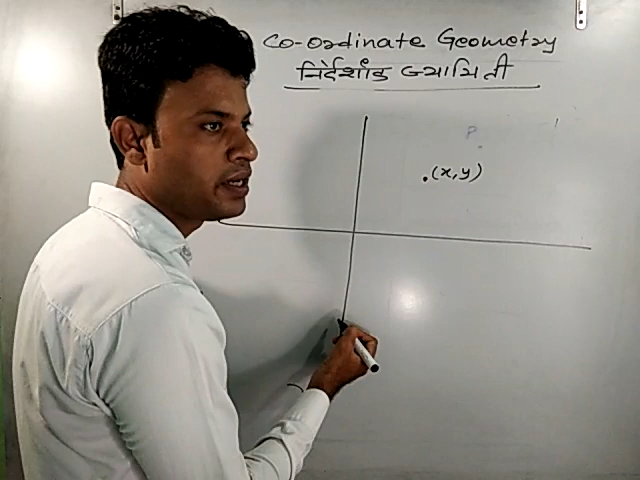 Co-ordinate Geometry
निर्देशांक ज्यामिती
P
(x,y)